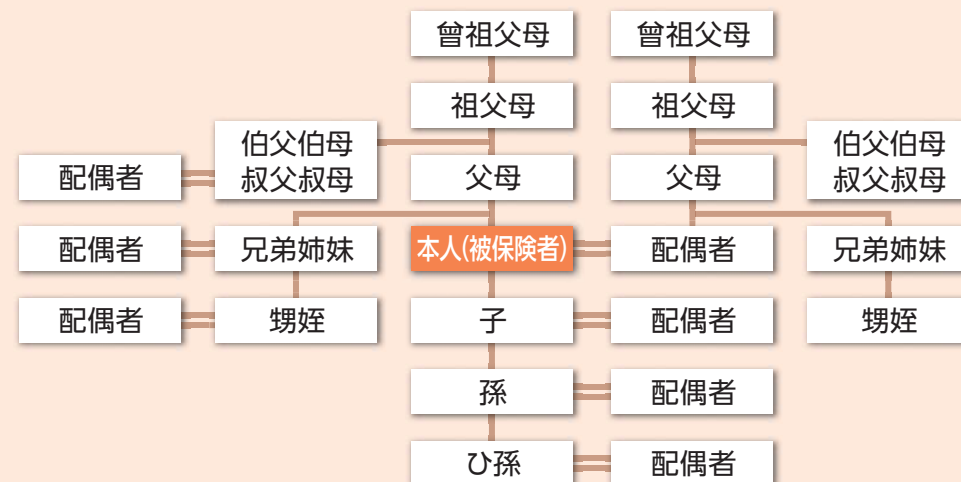 曾祖父母
曾祖父母
祖父母
祖父母
伯父伯母
叔父叔母
伯父伯母
叔父叔母
配偶者
父母
父母
配偶者
兄弟姉妹
本人(被保険者)
配偶者
兄弟姉妹
配偶者
甥姪
子
配偶者
甥姪
孫
配偶者
ひ孫
配偶者